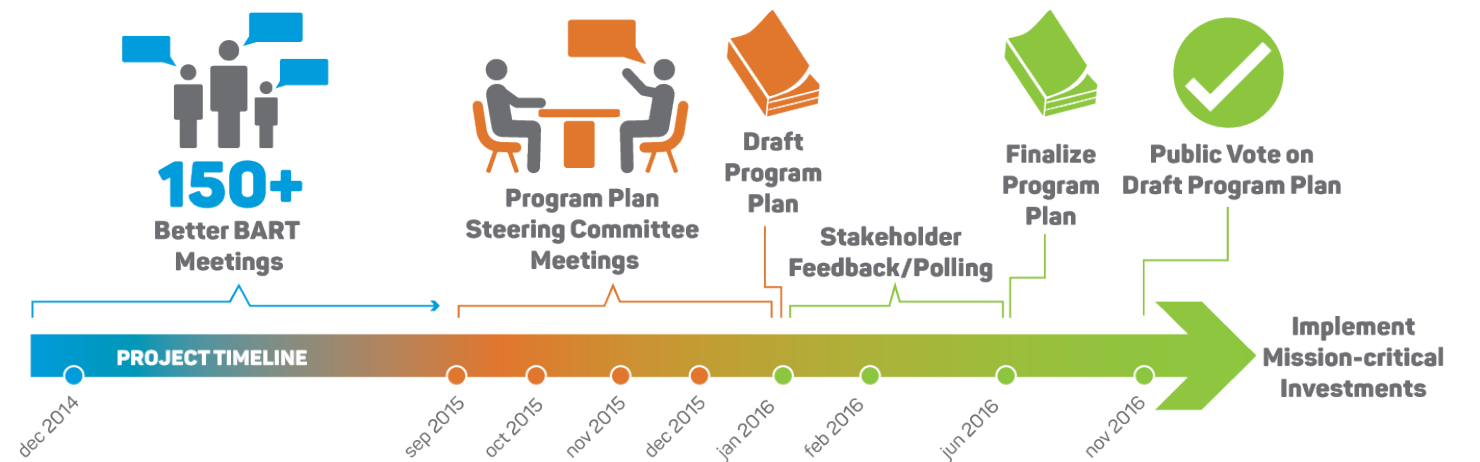 150+
Better BART
Meetings
Program Plan
Steering Committee
Meetings
Draft
Program
Plan
Stakeholder
Feedback/Polling
Finalize
Program
Plan
Public Vote on
Draft Program Plan
PROJECT TIMELINE
Implement
Mission-critical
Investments
dec 2014
sep 2015
oct 2015
nov 2015
dec 2015
jan 2016
feb 2016
jun 2016
nov 2016